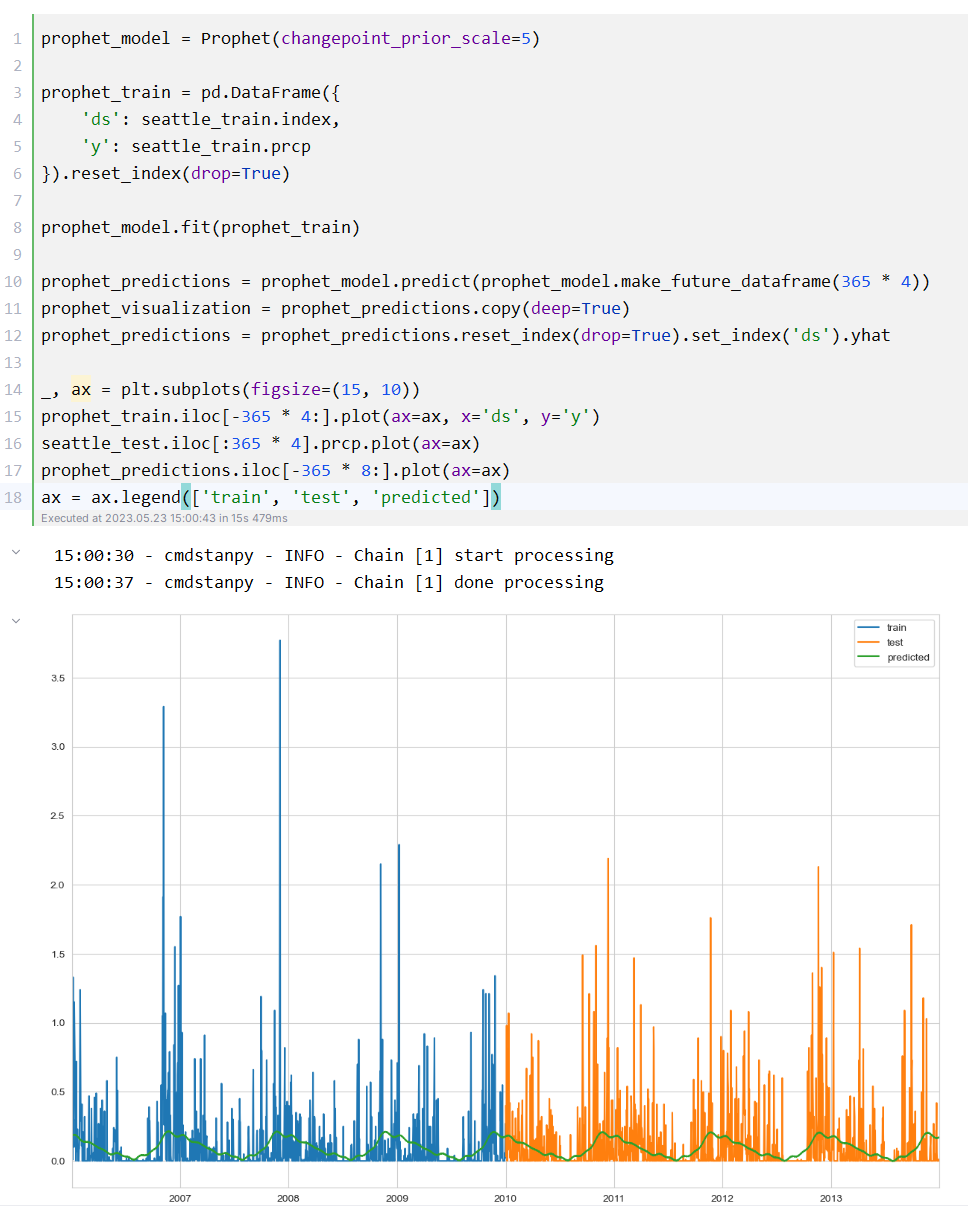 1 prophet_model = Prophet(changepoint_prior_scale=5)
2
3 prophet_train = pd.DataFrame({
4     'ds': seattle_train.index,
5     'y': seattle_train.prcp
6 }).reset_index(drop=True)
7
8 prophet_model.fit(prophet_train)
9
10 prophet_predictions = prophet_model.predict(prophet_model.make_future_dataframe(365 * 4))
11 prophet_visualization = prophet_predictions.copy(deep=True)
12 prophet_predictions = prophet_predictions.reset_index(drop=True).set_index('ds').yhat
13
14 _, ax = plt.subplots(figsize=(15, 10))
15 prophet_train.iloc[-365 * 4:].plot(ax=ax, x='ds', y='y')
16 seattle_test.iloc[:365 * 4].prcp.plot(ax=ax)
17 prophet_predictions.iloc[-365 * 8:].plot(ax=ax)
18 ax = ax.legend(['train', 'test', 'predicted'])
Executed at 2023.05.23 15:00:43 in 15s 479ms
15:00:30 - cmdstanpy - INFO - Chain [1] start processing
15:00:37 - cmdstanpy - INFO - Chain [1] done processing
train
test
predicted
3.5
3.0
2.5
2.0
1.5
1.0
0.5
0.0
2007 2008 2009 2010 2011 2012 2013